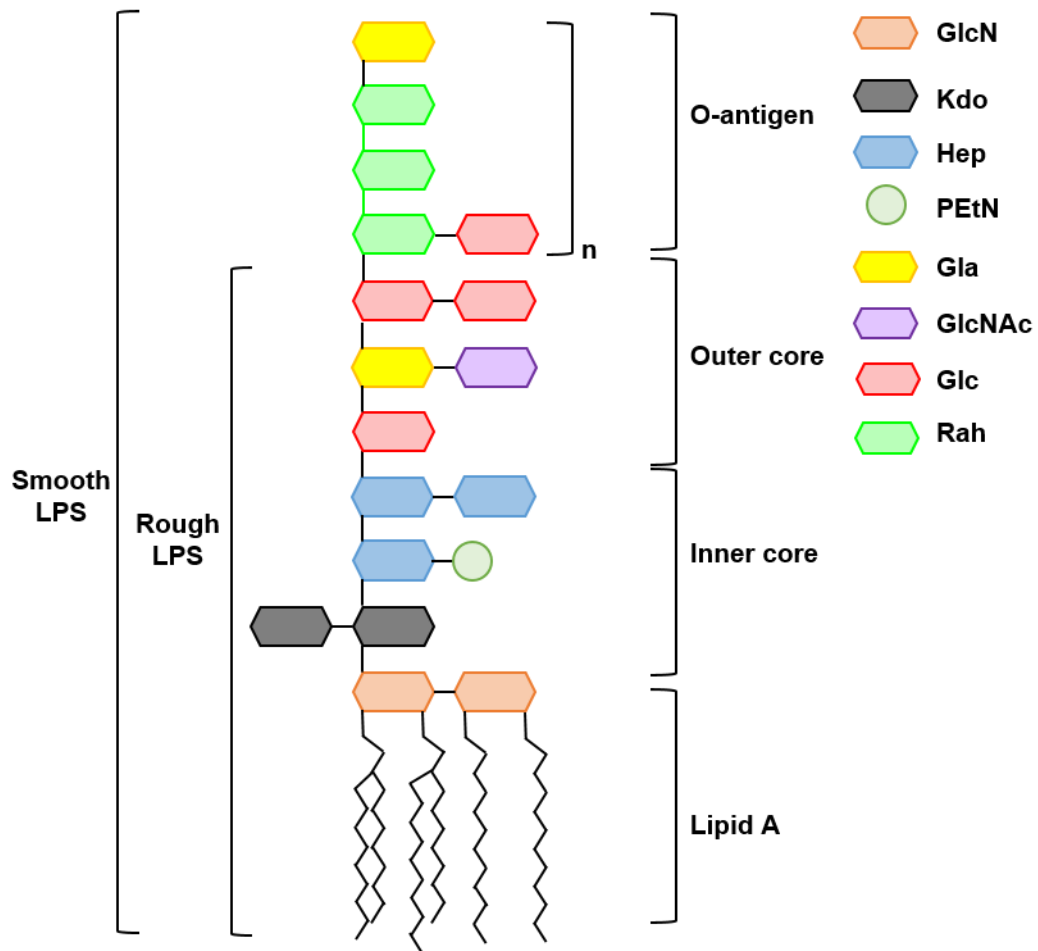 Smooth
LPS
Rough
LPS
n
O-antigen
Outer core
Inner core
Lipid A
GlcN
Kdo
Hep
PEtN
Gla
GlcNAc
Glc
Rah